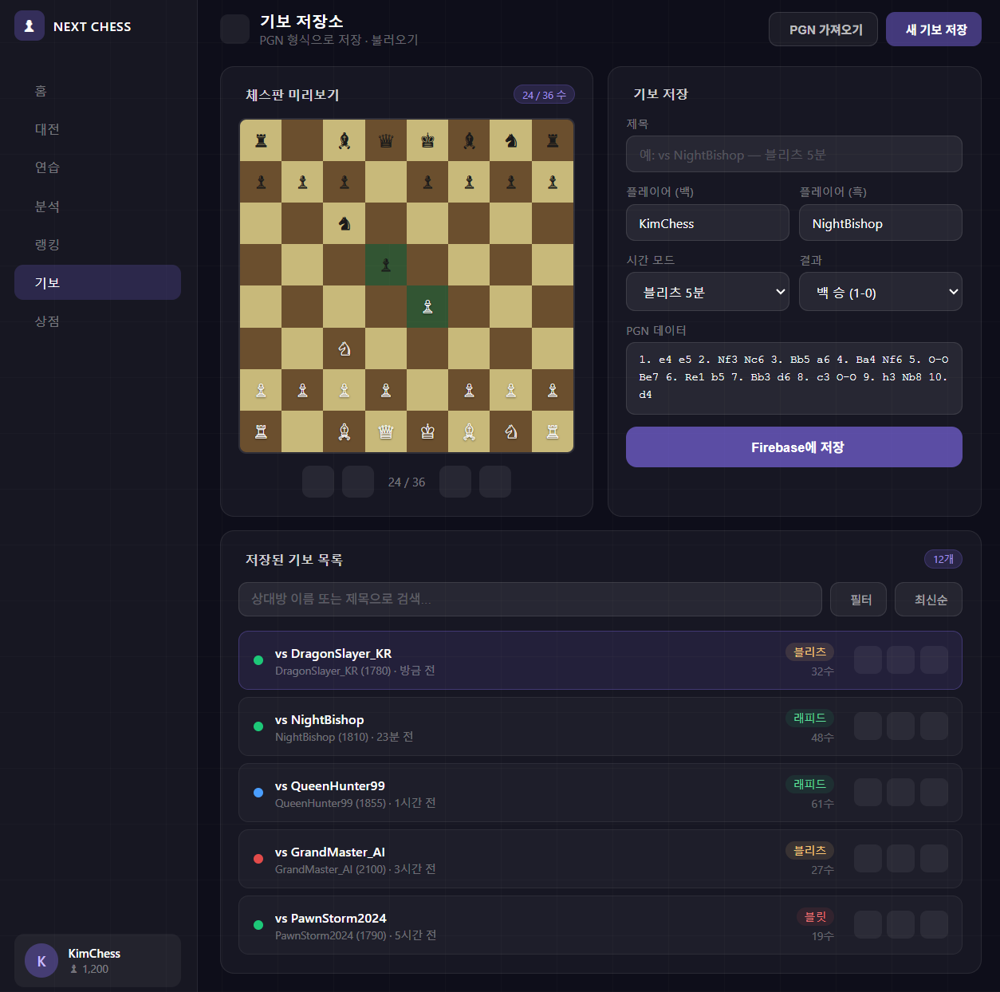 NEXT CHESS
홈
대전
연습
분석
랭킹
기보
상점
KimChess
♟ 1,200
K
기보 저장소
PGN 형식으로 저장 · 불러오기
PGN 가져오기
새 기보 저장
체스판 미리보기
24 / 36 수
24 / 36
기보 저장
제목
예: vs NightBishop — 블리츠 5분
플레이어 (백)
플레이어 (흑)
KimChess
NightBishop
시간 모드
결과
블리츠 5분
백 승 (1-0)
PGN 데이터
1. e4 e5 2. Nf3 Nc6 3. Bb5 a6 4. Ba4 Nf6 5. O-O
Be7 6. Re1 b5 7. Bb3 d6 8. c3 O-O 9. h3 Nb8 10.
d4
Firebase에 저장
저장된 기보 목록
12개
상대방 이름 또는 제목으로 검색...
필터
최신순
vs DragonSlayer_KR
DragonSlayer_KR (1780) · 방금 전
블리츠
32수
vs NightBishop
NightBishop (1810) · 23분 전
래피드
48수
vs QueenHunter99
QueenHunter99 (1855) · 1시간 전
래피드
61수
vs GrandMaster_AI
GrandMaster_AI (2100) · 3시간 전
블리츠
27수
vs PawnStorm2024
PawnStorm2024 (1790) · 5시간 전
블릿
19수